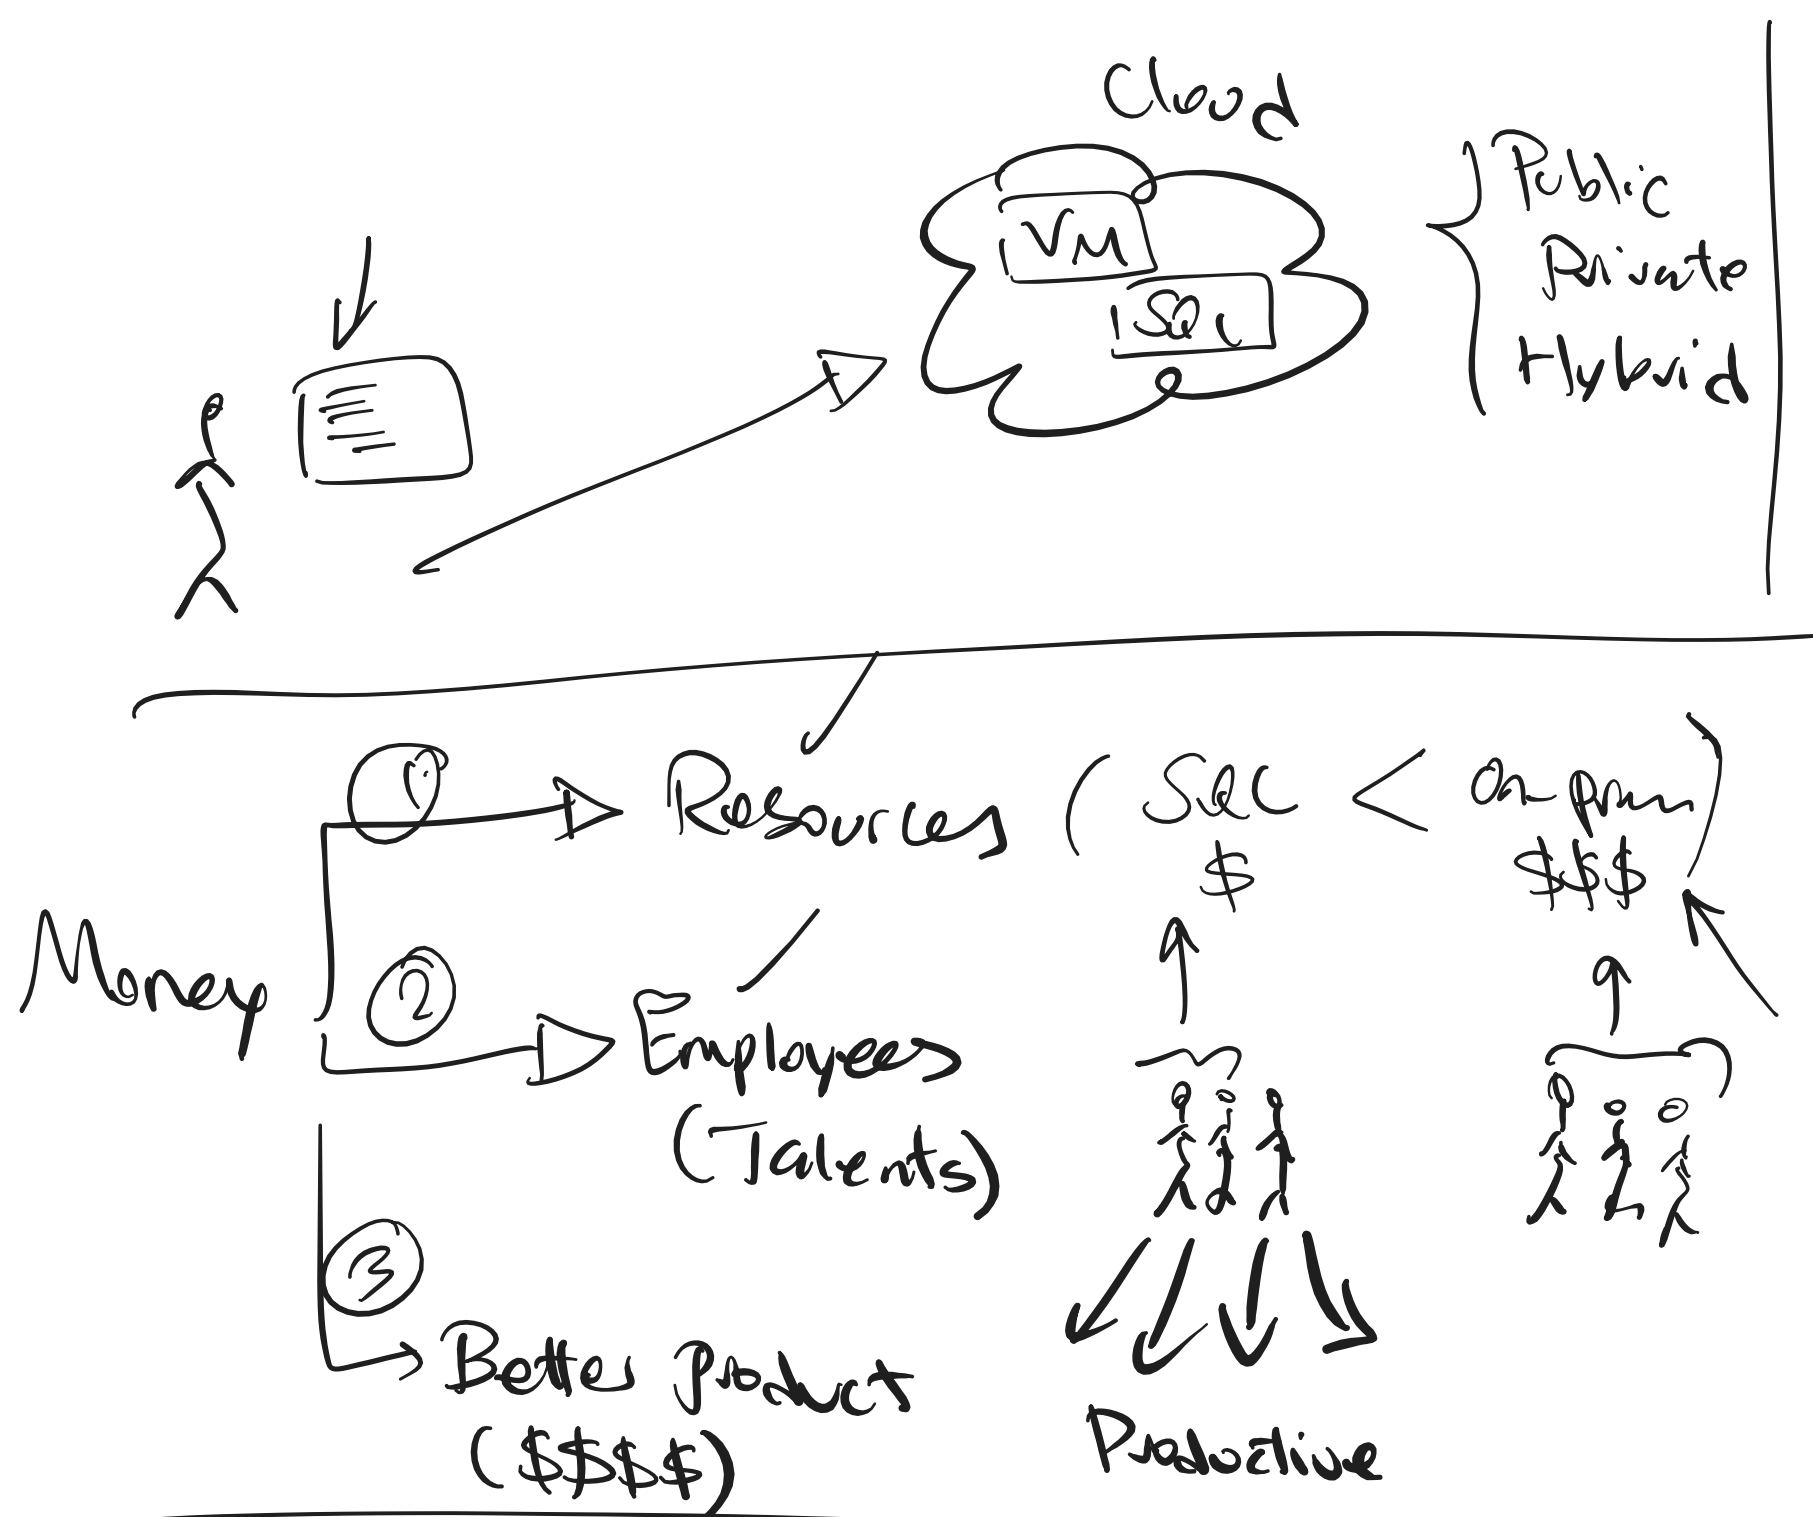 Cloud
VM
SQL
Public
Private
Hybrid
1
Resources (SQL < On-prem)
$ $$$
Money
2
Employees
(Talents)
3
Better Product
($$$$)
Productive